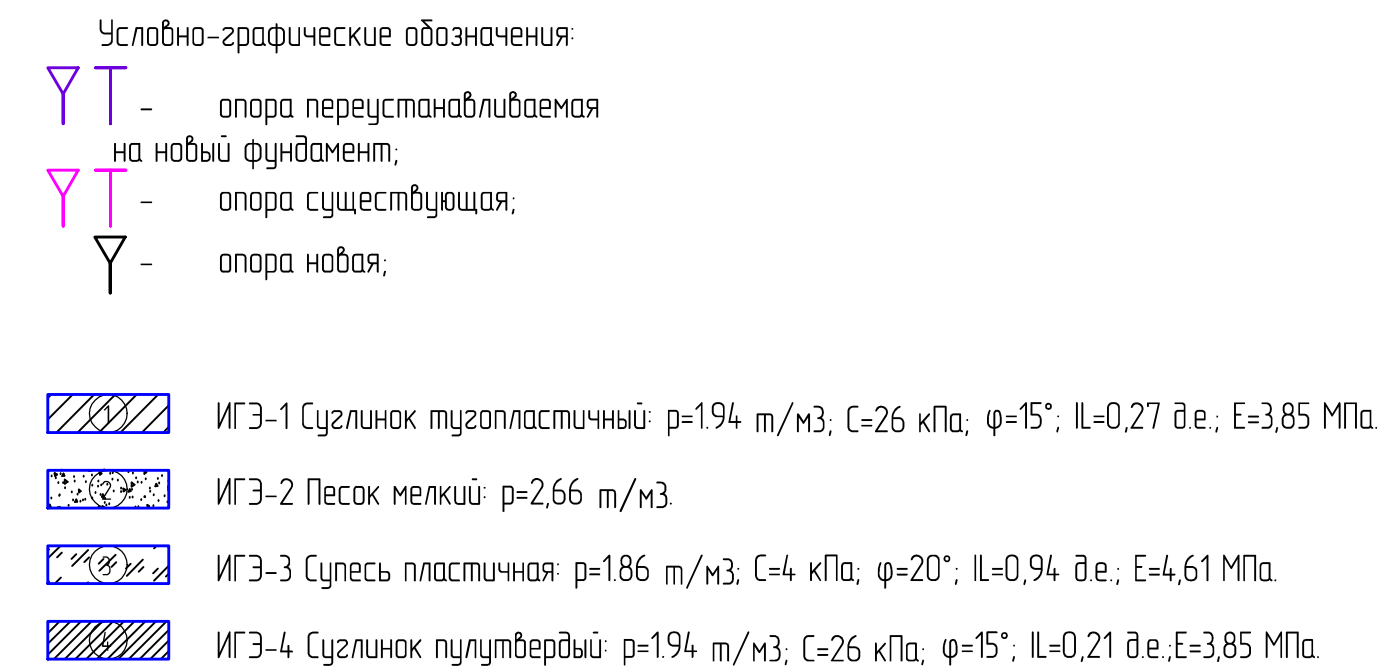 Условно-графические обозначения:
- опора переустанавливаемая
на новый фундамент;
- опора существующая;
- опора новая;
1 ИГЭ-1 Суглинок тугопластичный: p=1.94 т/м3; C=26 кПа; φ=15°; IL=0,27 д.е.; E=3,85 МПа.
2 ИГЭ-2 Песок мелкий: p=2,66 т/м3.
3 ИГЭ-3 Супесь пластичная: p=1.86 т/м3; C=4 кПа; φ=20°; IL=0,94 д.е.; E=4,61 МПа.
4 ИГЭ-4 Суглинок пулутвердый: p=1.94 т/м3; C=26 кПа; φ=15°; IL=0,21 д.е.;E=3,85 МПа.